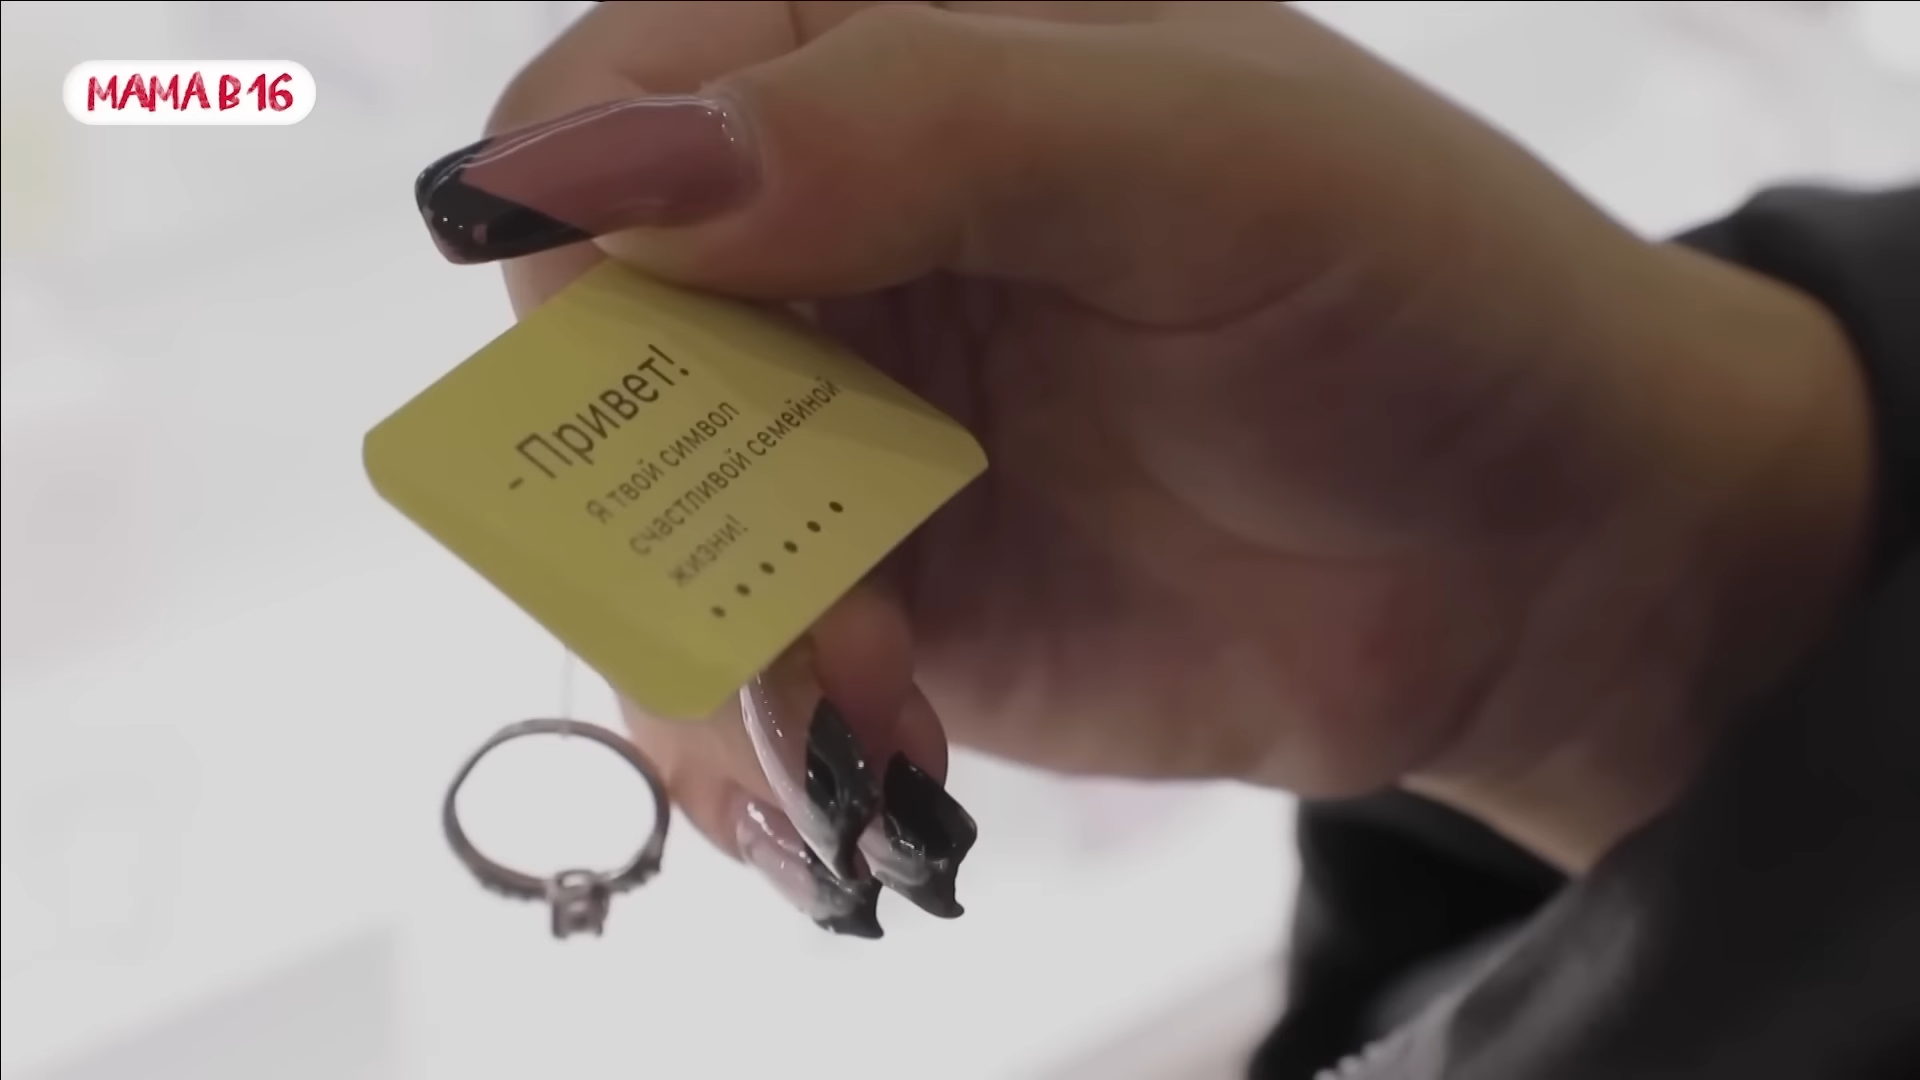 МАМА В 16
- Привет!
Я твой символ
счастливой семейной
жизни!